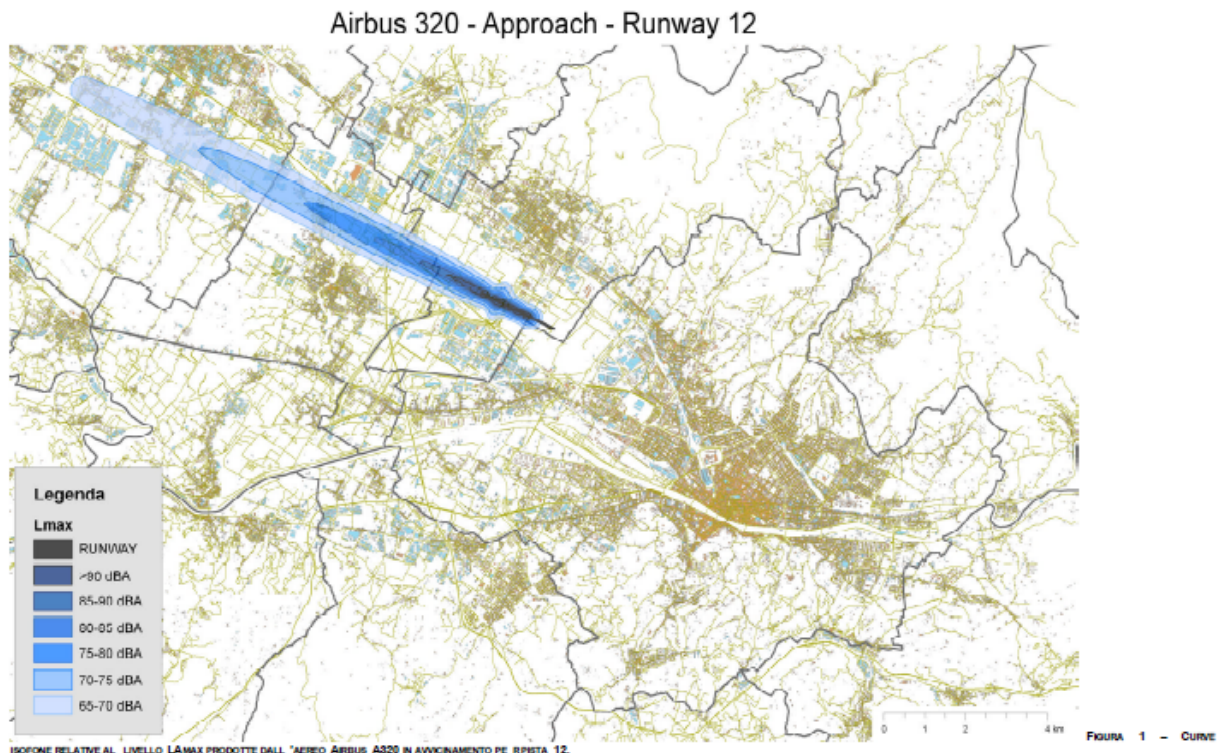 Airbus 320 - Approach - Runway 12
Legenda
Lmax
RUNWAY
>90 dBA
85-90 dBA
80-85 dBA
75-80 dBA
70-75 dBA
65-70 dBA
0 1 2 4 km
FIGURA 1 – CURVE
ISOFONE RELATIVE AL LIVELLO LAMAX PRODOTTE DALL 'AEREO AIRBUS A320 IN AVVICINAMENTO PE RPISTA 12.